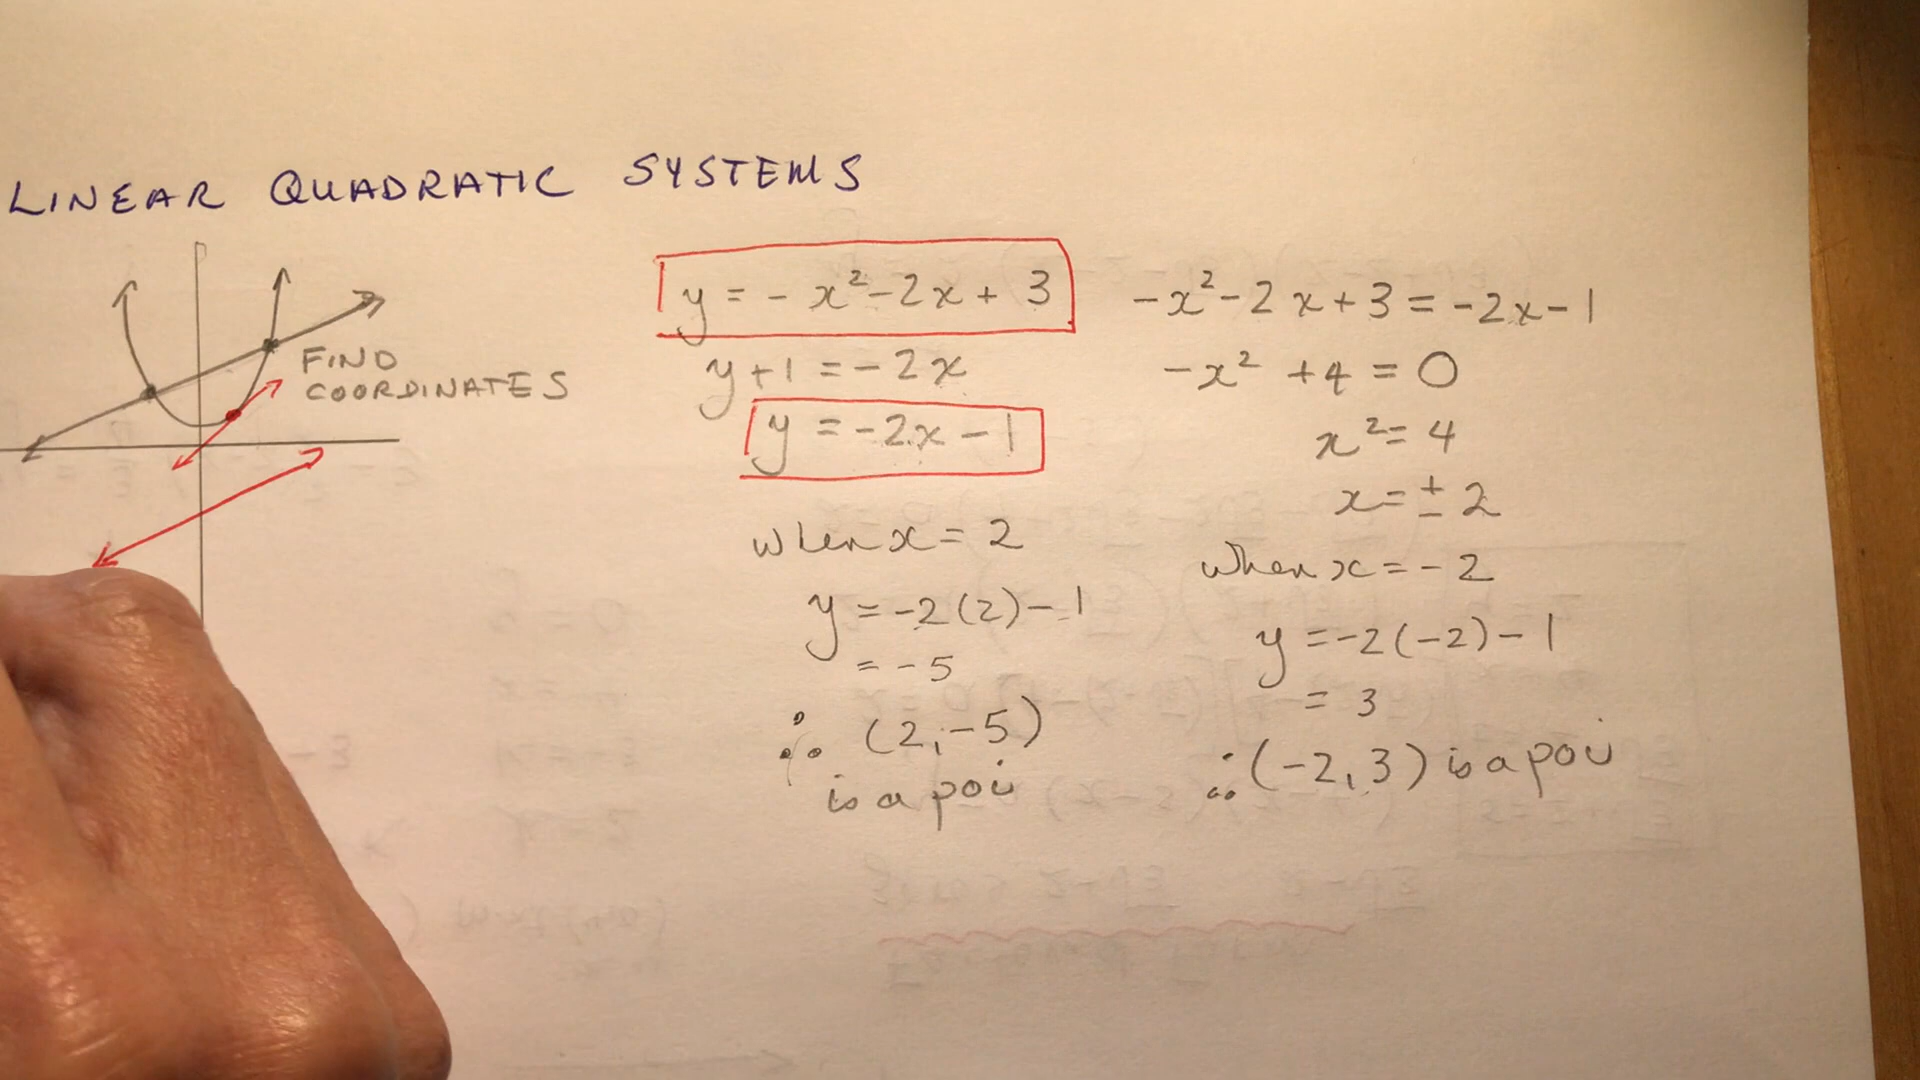 LINEAR QUADRATIC SYSTEMS
FIND
COORDINATES
y = - x² - 2x + 3
y + 1 = - 2x
y = - 2x - 1
when x = 2
y = -2(2) - 1
= - 5
∴ (2, -5)
is a poi
-x² - 2x + 3 = -2x - 1
-x² + 4 = 0
x² = 4
x = ± 2
when x = - 2
y = -2(-2) - 1
= 3
∴ (-2, 3) is a poi